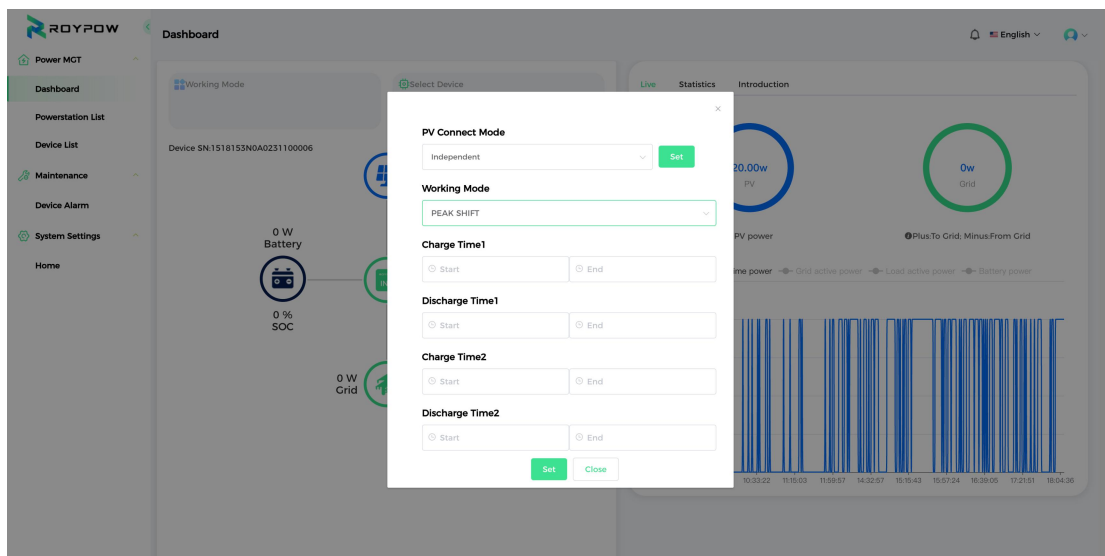 ROYPOW
Dashboard
English
Power MGT
Dashboard
Powerstation List
Device List
Maintenance
Device Alarm
System Settings
Home
Working Mode
Select Device
Device SN:1518153N0A0231100006
0 W
Battery
0 %
SOC
0 W
Grid
PV Connect Mode
Independent
Set
Working Mode
PEAK SHIFT
Charge Time1
Start
End
Discharge Time1
Start
End
Charge Time2
Start
End
Discharge Time2
Start
End
Set
Close
Live
Statistics
Introduction
20.00w
PV
0w
Grid
PV power
Plus:To Grid; Minus:From Grid
power
Grid active power
Load active power
Battery power
10:33:22 11:15:03 11:59:57 14:32:57 15:15:43 15:57:24 16:39:05 17:21:51 18:04:36